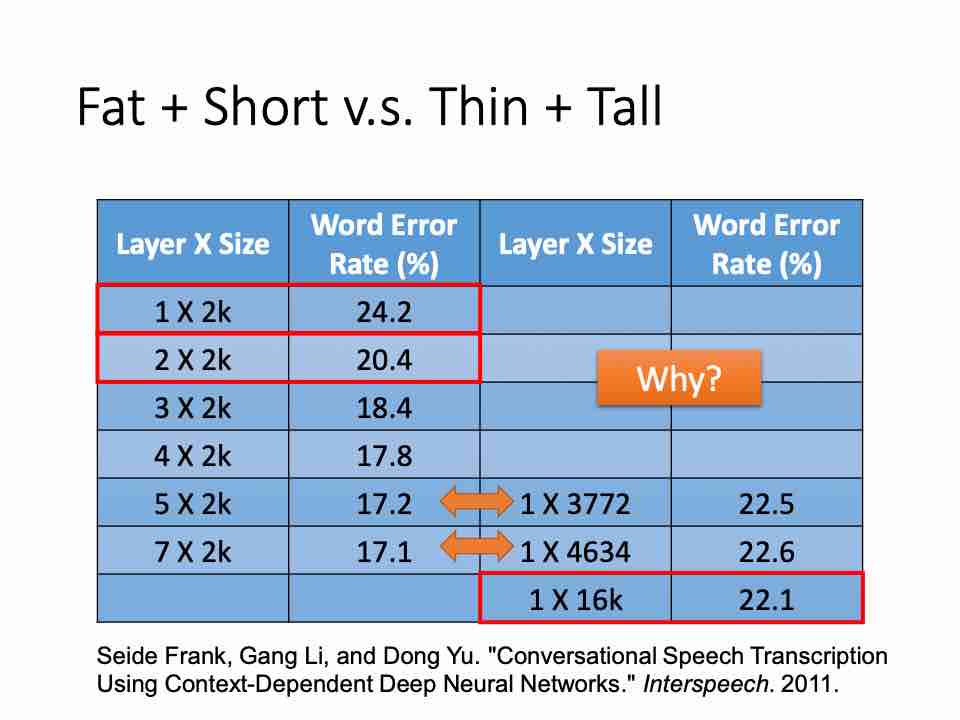 Fat + Short v.s. Thin + Tall
Layer X Size Word Error Rate (%) Layer X Size Word Error Rate (%)
1 X 2k 24.2
2 X 2k 20.4
Why?
3 X 2k 18.4
4 X 2k 17.8
5 X 2k 17.2 1 X 3772 22.5
7 X 2k 17.1 1 X 4634 22.6
1 X 16k 22.1
Seide Frank, Gang Li, and Dong Yu. "Conversational Speech Transcription
Using Context-Dependent Deep Neural Networks." Interspeech. 2011.